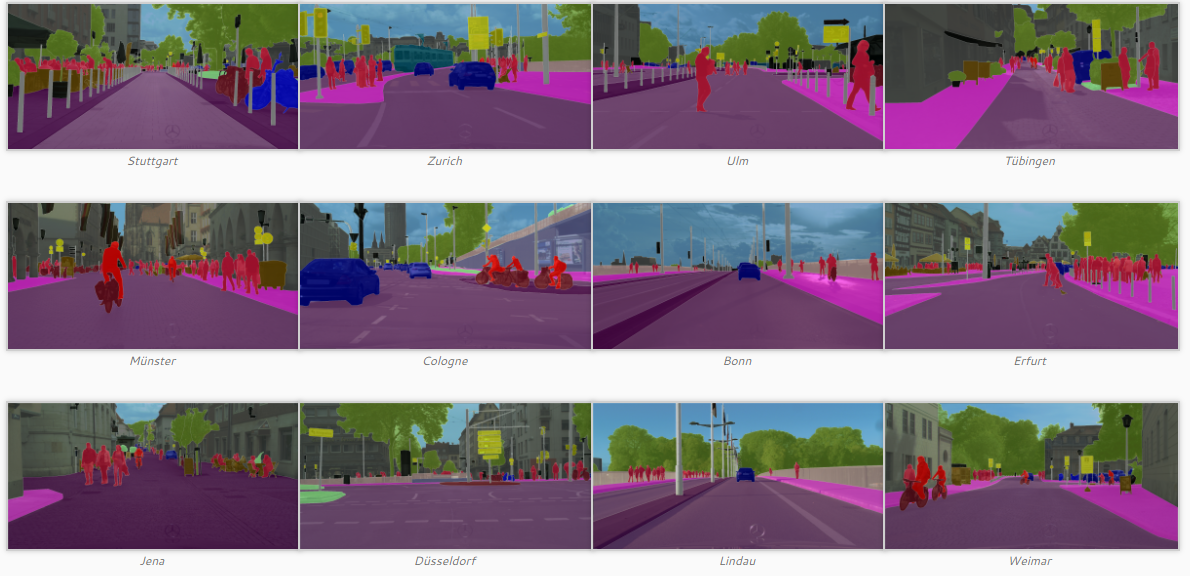 Stuttgart
Zurich
Ulm
Tübingen
Münster
Cologne
Bonn
Erfurt
Jena
Düsseldorf
Lindau
Weimar